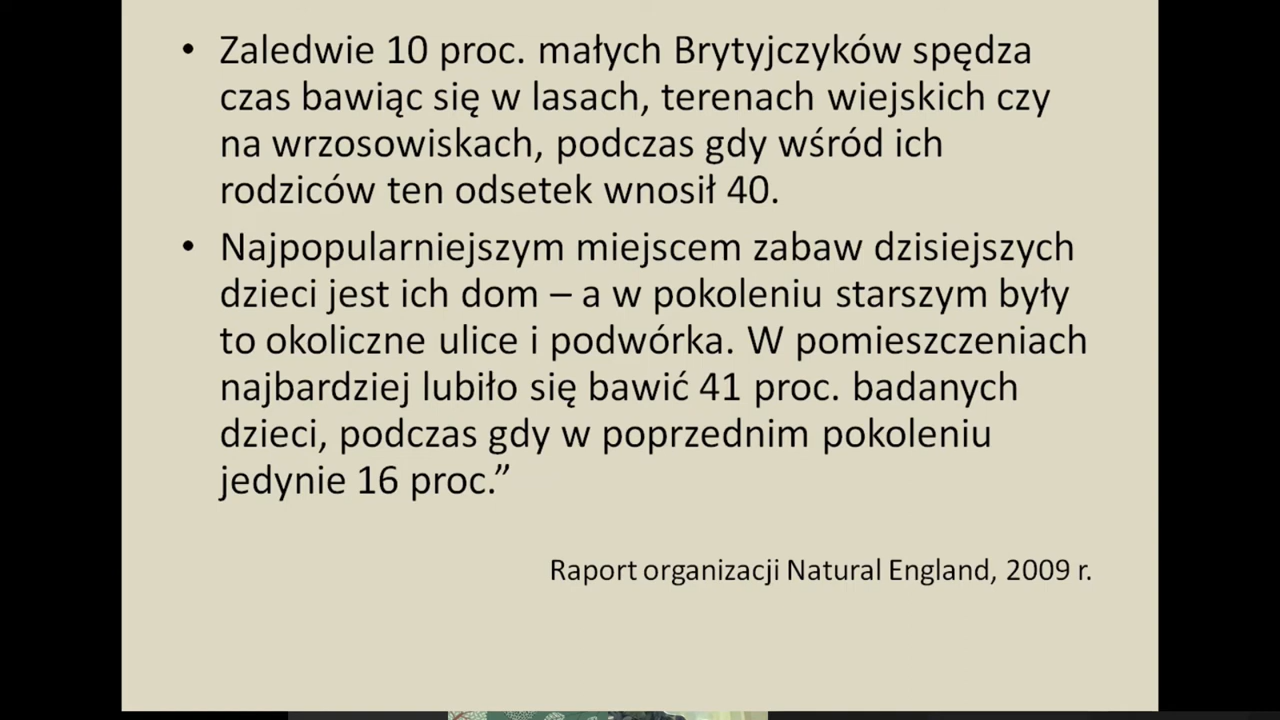 • Zaledwie 10 proc. małych Brytyjczyków spędza
czas bawiąc się w lasach, terenach wiejskich czy
na wrzosowiskach, podczas gdy wśród ich
rodziców ten odsetek wnosił 40.
• Najpopularniejszym miejscem zabaw dzisiejszych
dzieci jest ich dom – a w pokoleniu starszym były
to okoliczne ulice i podwórka. W pomieszczeniach
najbardziej lubiło się bawić 41 proc. badanych
dzieci, podczas gdy w poprzednim pokoleniu
jedynie 16 proc.”
Raport organizacji Natural England, 2009 r.